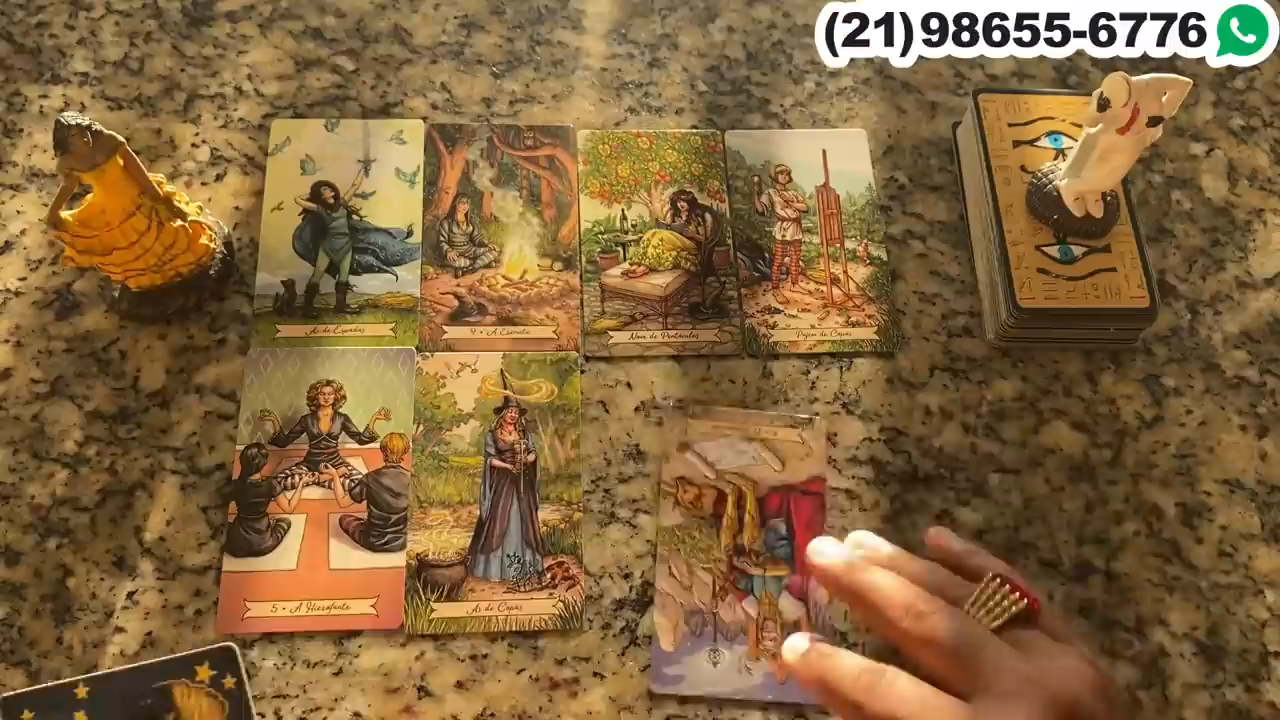 (21)98655-6776
Ás de Espadas
9 • A Eremita
Nove de Pentáculos
Pajem de Copas
5 • A Hierofante
Ás de Copas